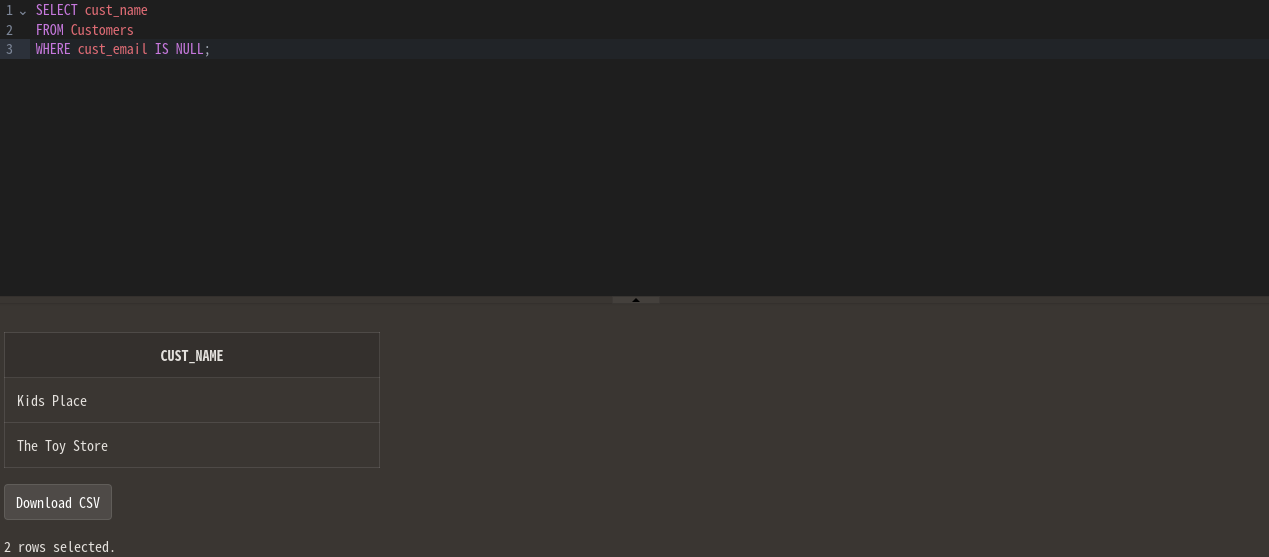 1 SELECT cust_name
2 FROM Customers
3 WHERE cust_email IS NULL;
CUST_NAME
Kids Place
The Toy Store
Download CSV
2 rows selected.